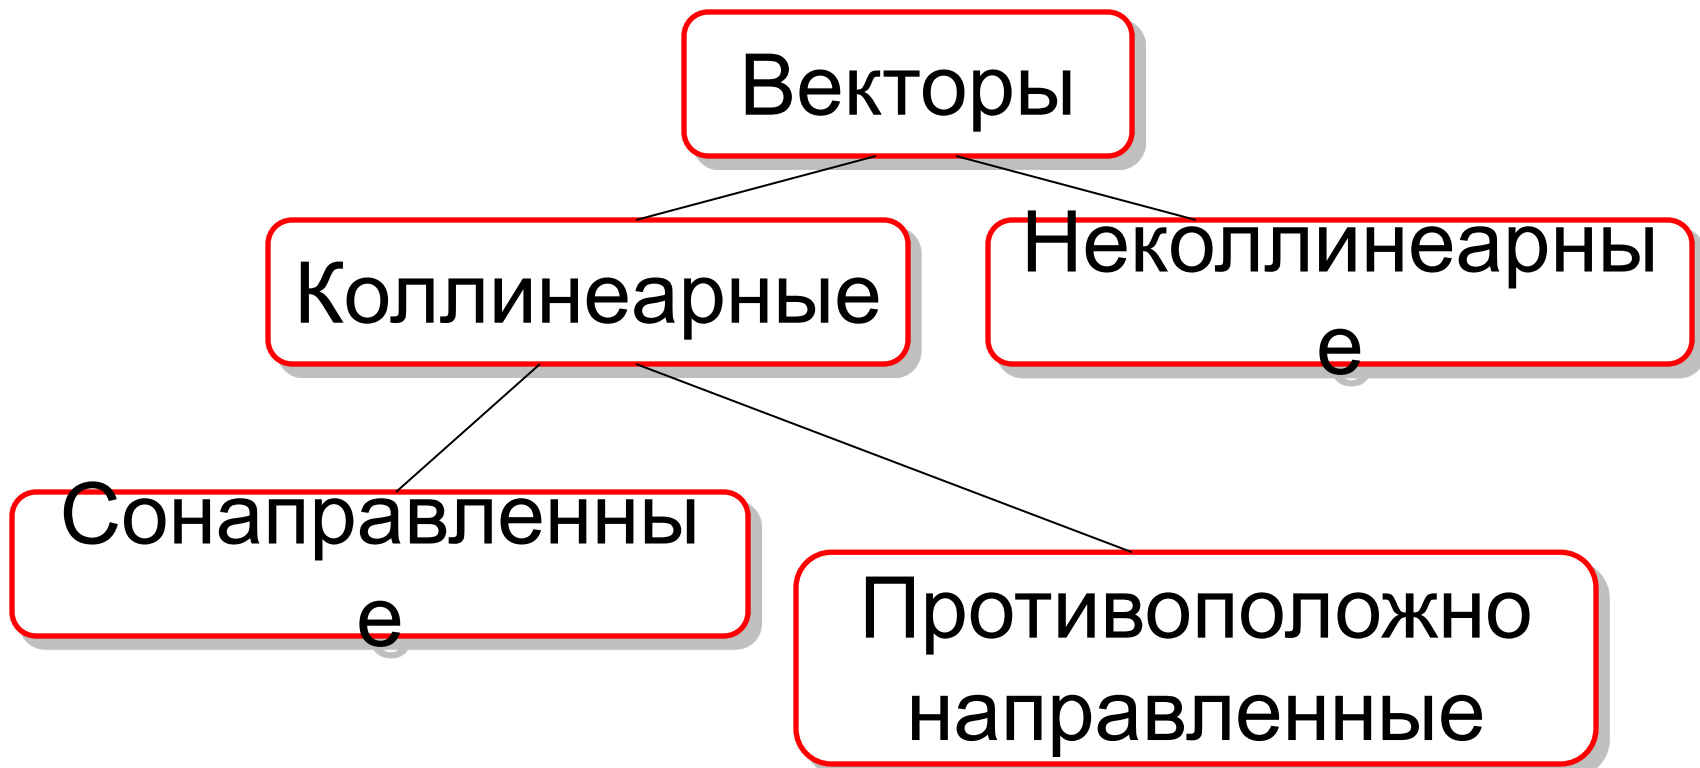 Векторы
Коллинеарные
Неколлинеарны
е
Сонаправленны
е
Противоположно
направленные